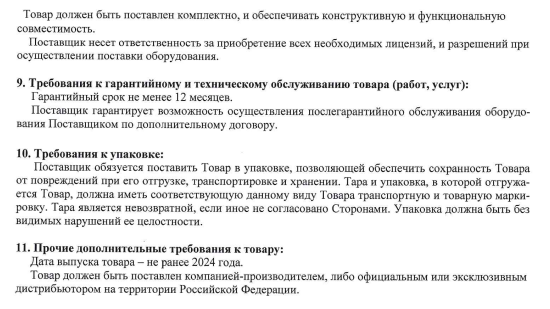 Товар должен быть поставлен комплектно, и обеспечивать конструктивную и функциональную
совместимость.
Поставщик несет ответственность за приобретение всех необходимых лицензий, и разрешений при
осуществлении поставки оборудования.
9. Требования к гарантийному и техническому обслуживанию товара (работ, услуг):
Гарантийный срок не менее 12 месяцев.
Поставщик гарантирует возможность осуществления послегарантийного обслуживания оборудо-
вания Поставщиком по дополнительному договору.
10. Требования к упаковке:
Поставщик обязуется поставить Товар в упаковке, позволяющей обеспечить сохранность Товара
от повреждений при его отгрузке, транспортировке и хранении. Тара и упаковка, в которой отгружа-
ется Товар, должна иметь соответствующую данному виду Товара транспортную и товарную марки-
ровку. Тара является невозвратной, если иное не согласовано Сторонами. Упаковка должна быть без
видимых нарушений ее целостности.
11. Прочие дополнительные требования к товару:
Дата выпуска товара – не ранее 2024 года.
Товар должен быть поставлен компанией-производителем, либо официальным или эксклюзивным
дистрибьютором на территории Российской Федерации.